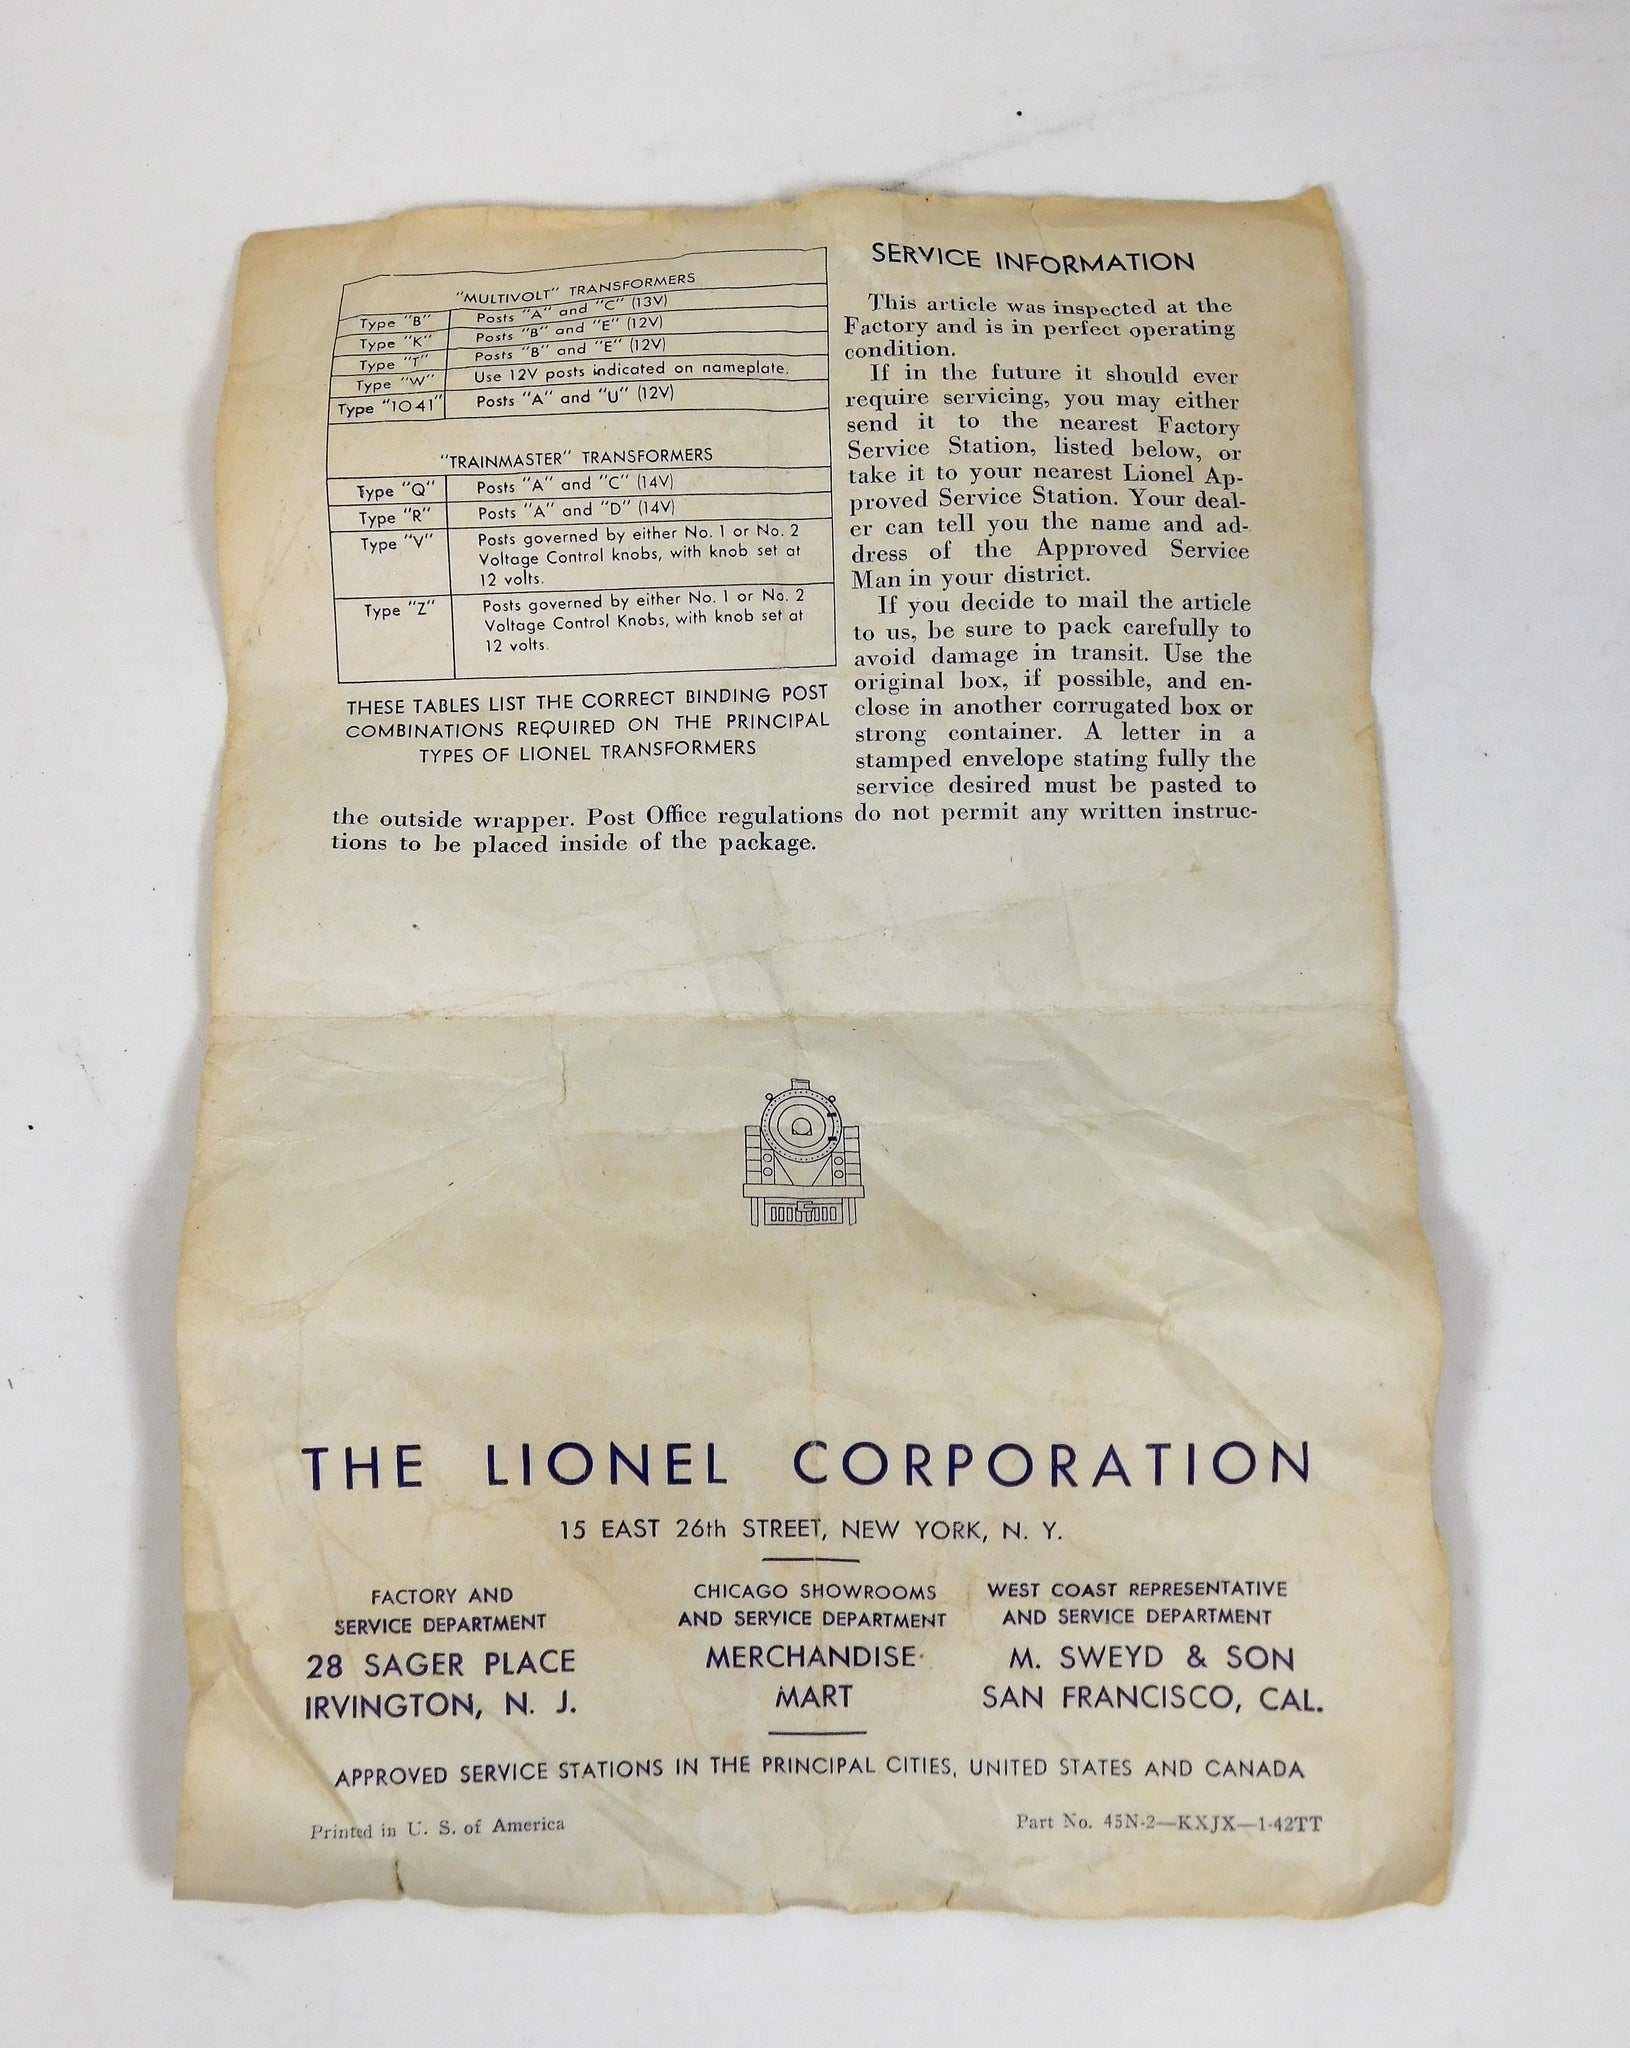 "MULTIVOLT" TRANSFORMERS
Type "B" Posts "A" and "C" (13V)
Type "K" Posts "B" and "E" (12V)
Type "T" Posts "B" and "E" (12V)
Type "W" Use 12V posts indicated on nameplate.
Type "1041" Posts "A" and "U" (12V)
"TRAINMASTER" TRANSFORMERS
Type "Q" Posts "A" and "C" (14V)
Type "R" Posts "A" and "D" (14V)
Type "V" Posts governed by either No. 1 or No. 2
Voltage Control knobs, with knob set at
12 volts.
Type "Z" Posts governed by either No. 1 or No. 2
Voltage Control Knobs, with knob set at
12 volts.
THESE TABLES LIST THE CORRECT BINDING POST
COMBINATIONS REQUIRED ON THE PRINCIPAL
TYPES OF LIONEL TRANSFORMERS
SERVICE INFORMATION
This article was inspected at the
Factory and is in perfect operating
condition.
If in the future it should ever
require servicing, you may either
send it to the nearest Factory
Service Station, listed below, or
take it to your nearest Lionel Ap-
proved Service Station. Your deal-
er can tell you the name and ad-
dress of the Approved Service
Man in your district.
If you decide to mail the article
to us, be sure to pack carefully to
avoid damage in transit. Use the
original box, if possible, and en-
close in another corrugated box or
strong container. A letter in a
stamped envelope stating fully the
service desired must be pasted to
the outside wrapper. Post Office regulations do not permit any written instruc-
tions to be placed inside of the package.
THE LIONEL CORPORATION
15 EAST 26th STREET, NEW YORK, N. Y.
FACTORY AND
SERVICE DEPARTMENT
28 SAGER PLACE
IRVINGTON, N. J.
CHICAGO SHOWROOMS
AND SERVICE DEPARTMENT
MERCHANDISE
MART
WEST COAST REPRESENTATIVE
AND SERVICE DEPARTMENT
M. SWEYD & SON
SAN FRANCISCO, CAL.
APPROVED SERVICE STATIONS IN THE PRINCIPAL CITIES, UNITED STATES AND CANADA
Printed in U. S. of America
Part No. 45N-2—KXJX—1-42TT